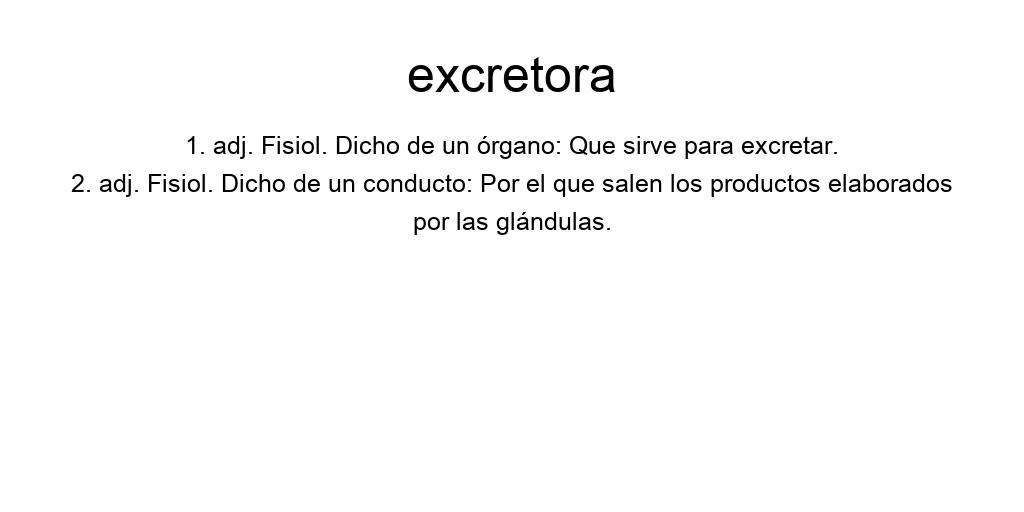 excretora
1. adj. Fisiol. Dicho de un órgano: Que sirve para excretar.
2. adj. Fisiol. Dicho de un conducto: Por el que salen los productos elaborados
por las glándulas.